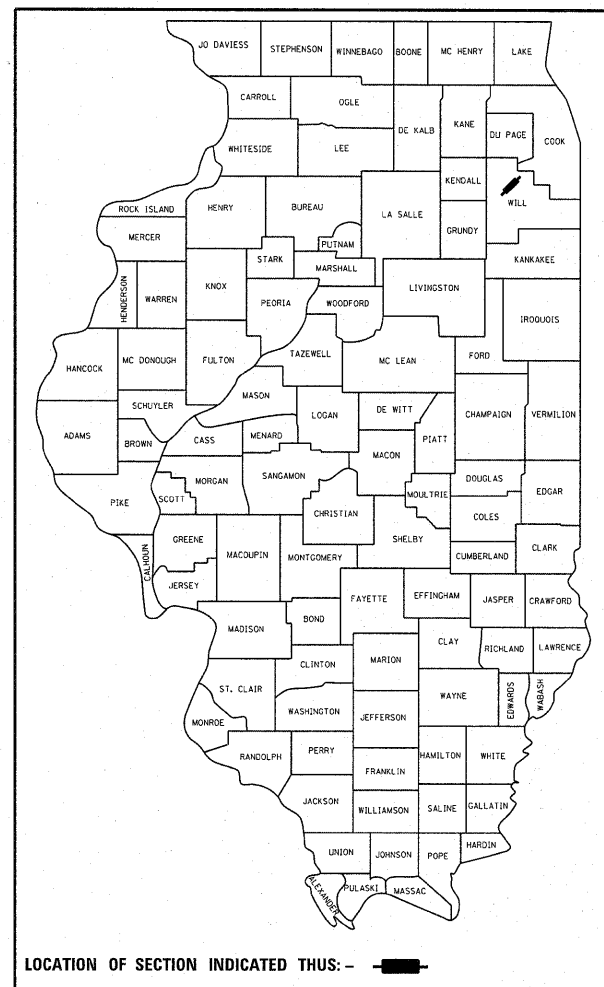 JO DAVIESS STEPHENSON WINNEBAGO BOONE MC HENRY LAKE
CARROLL OGLE DE KALB KANE DU PAGE COOK
WHITESIDE LEE KENDALL WILL
ROCK ISLAND HENRY BUREAU LA SALLE GRUNDY
MERCER PUTNAM KANKAKEE
HENDERSON WARREN KNOX STARK MARSHALL LIVINGSTON
PEORIA WOODFORD IROQUOIS
HANCOCK MC DONOUGH FULTON TAZEWELL MC LEAN FORD
SCHUYLER MASON LOGAN DE WITT CHAMPAIGN VERMILION
ADAMS BROWN CASS MENARD MACON PIATT
PIKE SCOTT MORGAN SANGAMON CHRISTIAN MOULTRIE DOUGLAS EDGAR
COLES
CALHOUN GREENE MACOUPIN MONTGOMERY SHELBY CUMBERLAND CLARK
JERSEY FAYETTE EFFINGHAM JASPER CRAWFORD
MADISON BOND CLAY RICHLAND LAWRENCE
CLINTON MARION
ST. CLAIR WASHINGTON JEFFERSON WAYNE EDWARDS WABASH
MONROE
RANDOLPH PERRY FRANKLIN HAMILTON WHITE
JACKSON WILLIAMSON SALINE GALLATIN
UNION JOHNSON POPE HARDIN
ALEXANDER PULASKI MASSAC
LOCATION OF SECTION INDICATED THUS: -